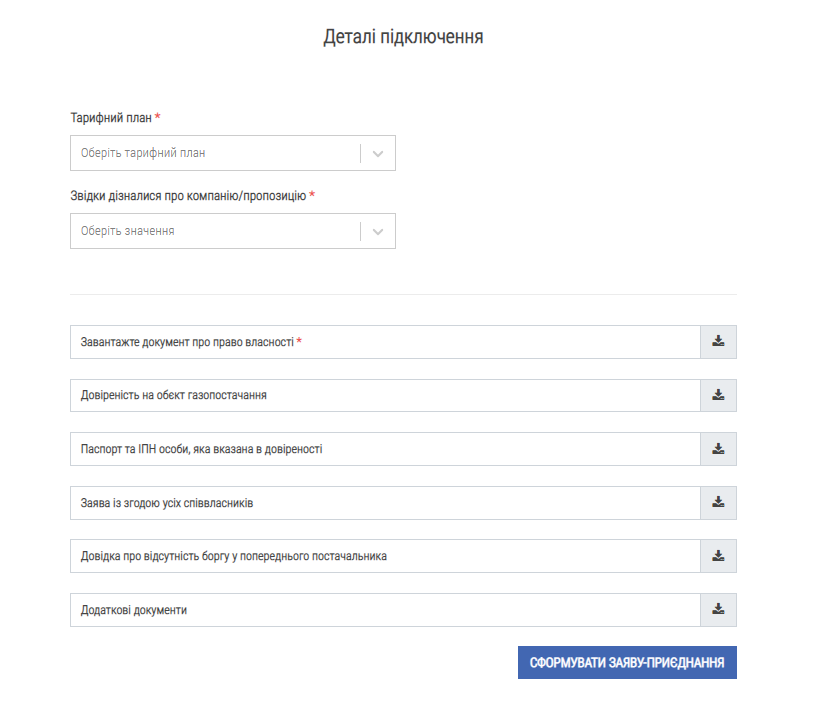 Деталі підключення
Тарифний план *
Оберіть тарифний план
Звідки дізналися про компанію/пропозицію *
Оберіть значення
Завантажте документ про право власності *
Довіреність на обєкт газопостачання
Паспорт та ІПН особи, яка вказана в довіреності
Заява із згодою усіх співвласників
Довідка про відсутність боргу у попереднього постачальника
Додаткові документи
СФОРМУВАТИ ЗАЯВУ-ПРИЄДНАННЯ